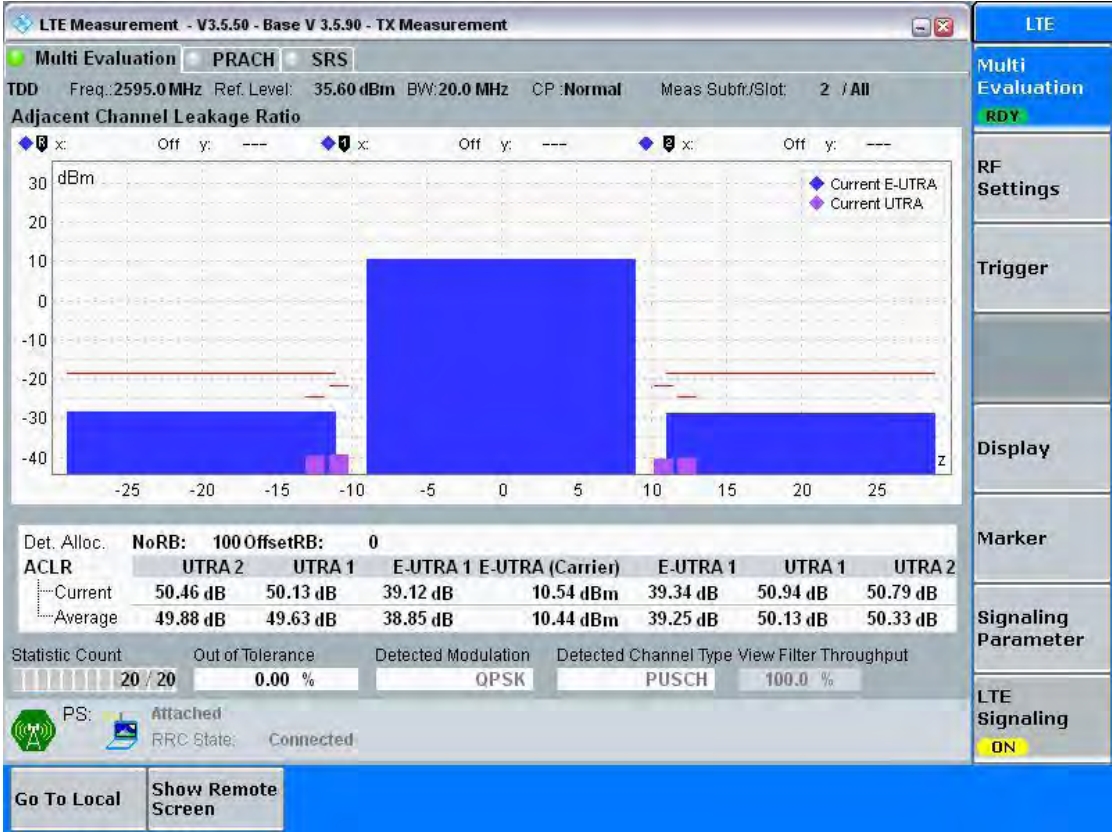 LTE Measurement - V3.5.50 - Base V 3.5.90 - TX Measurement
LTE
Multi Evaluation PRACH SRS
Multi
Evaluation
RDY
TDD Freq.:2595.0 MHz Ref. Level: 35.60 dBm BW:20.0 MHz CP :Normal Meas Subfr./Slot: 2 / All
Adjacent Channel Leakage Ratio
R x: Off y: --- 1 x: Off y: --- 2 x: Off y: ---
dBm
Current E-UTRA
Current UTRA
30
20
10
0
-10
-20
-30
-40
z
-25 -20 -15 -10 -5 0 5 10 15 20 25
RF
Settings
Trigger
Display
Marker
Signaling
Parameter
LTE
Signaling
ON
Det. Alloc. NoRB: 100 OffsetRB: 0
ACLR UTRA 2 UTRA 1 E-UTRA 1 E-UTRA (Carrier) E-UTRA 1 UTRA 1 UTRA 2
Current 50.46 dB 50.13 dB 39.12 dB 10.54 dBm 39.34 dB 50.94 dB 50.79 dB
Average 49.88 dB 49.63 dB 38.85 dB 10.44 dBm 39.25 dB 50.13 dB 50.33 dB
Statistic Count Out of Tolerance Detected Modulation Detected Channel Type View Filter Throughput
20 / 20 0.00 % QPSK PUSCH 100.0 %
PS: Attached
RRC State: Connected
Go To Local
Show Remote
Screen